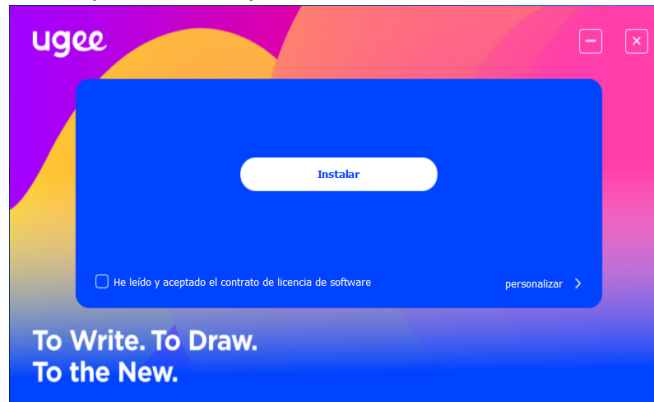 ugee
Instalar
He leído y aceptado el contrato de licencia de software
personalizar
To Write. To Draw.
To the New.